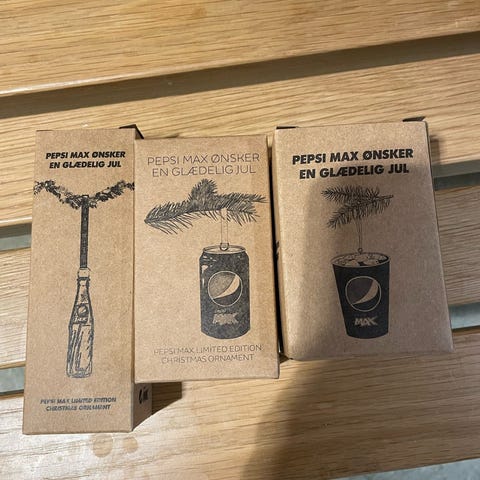 PEPSI MAX ØNSKER
EN GLÆDELIG JUL
PEPSI MAX LIMITED EDITION
CHRISTMAS ORNAMENT
PEPSI MAX ØNSKER
EN GLÆDELIG JUL
MAX
PEPSI MAX LIMITED EDITION
CHRISTMAS ORNAMENT
PEPSI MAX ØNSKER
EN GLÆDELIG JUL
MAX